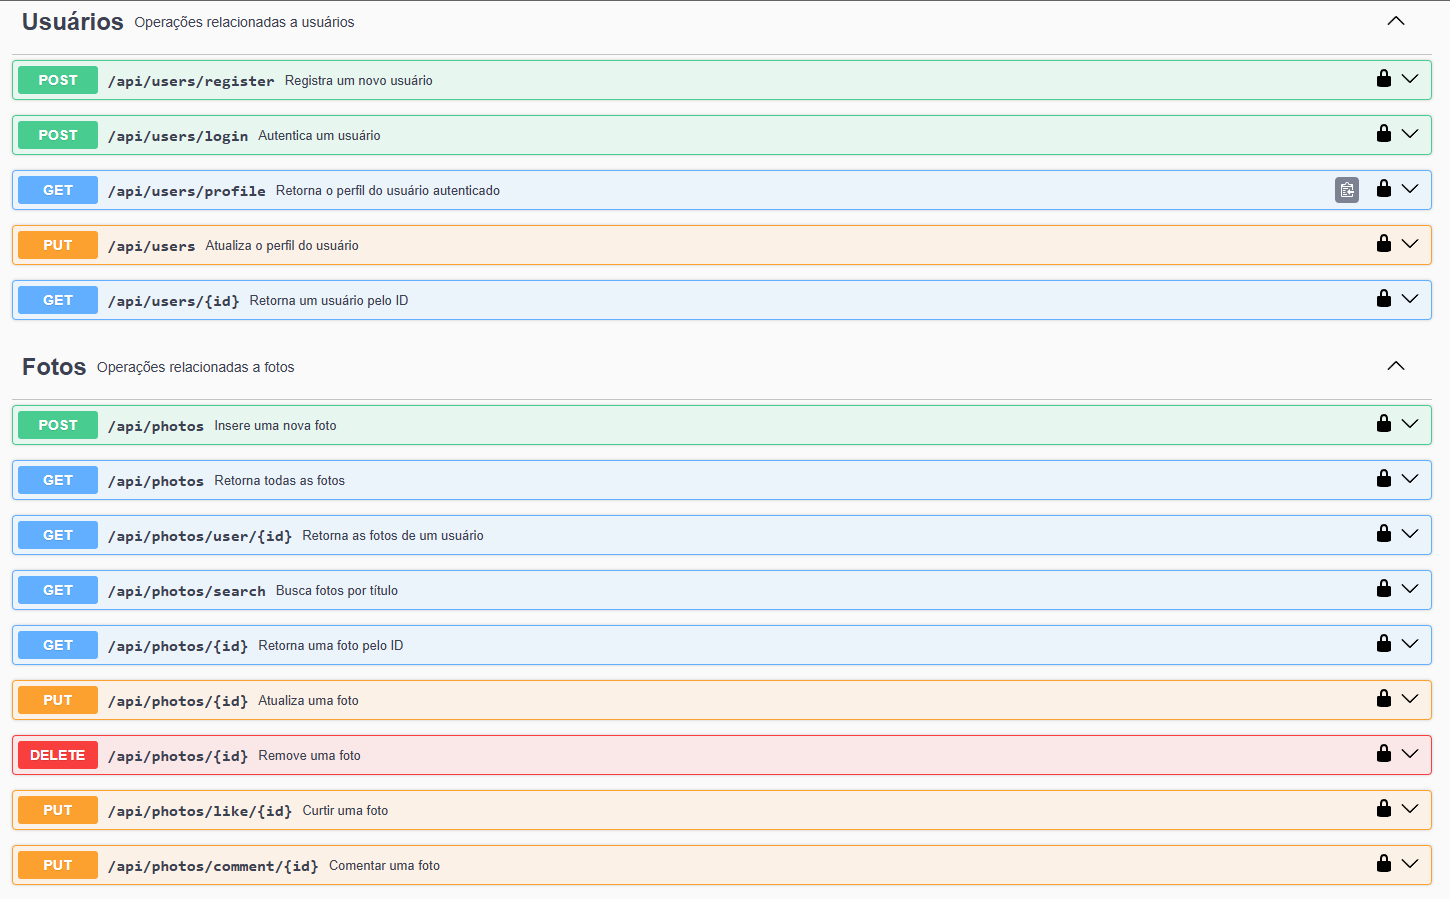 Usuários Operações relacionadas a usuários
POST /api/users/register Registra um novo usuário
POST /api/users/login Autentica um usuário
GET /api/users/profile Retorna o perfil do usuário autenticado
PUT /api/users Atualiza o perfil do usuário
GET /api/users/{id} Retorna um usuário pelo ID
Fotos Operações relacionadas a fotos
POST /api/photos Insere uma nova foto
GET /api/photos Retorna todas as fotos
GET /api/photos/user/{id} Retorna as fotos de um usuário
GET /api/photos/search Busca fotos por título
GET /api/photos/{id} Retorna uma foto pelo ID
PUT /api/photos/{id} Atualiza uma foto
DELETE /api/photos/{id} Remove uma foto
PUT /api/photos/like/{id} Curtir uma foto
PUT /api/photos/comment/{id} Comentar uma foto